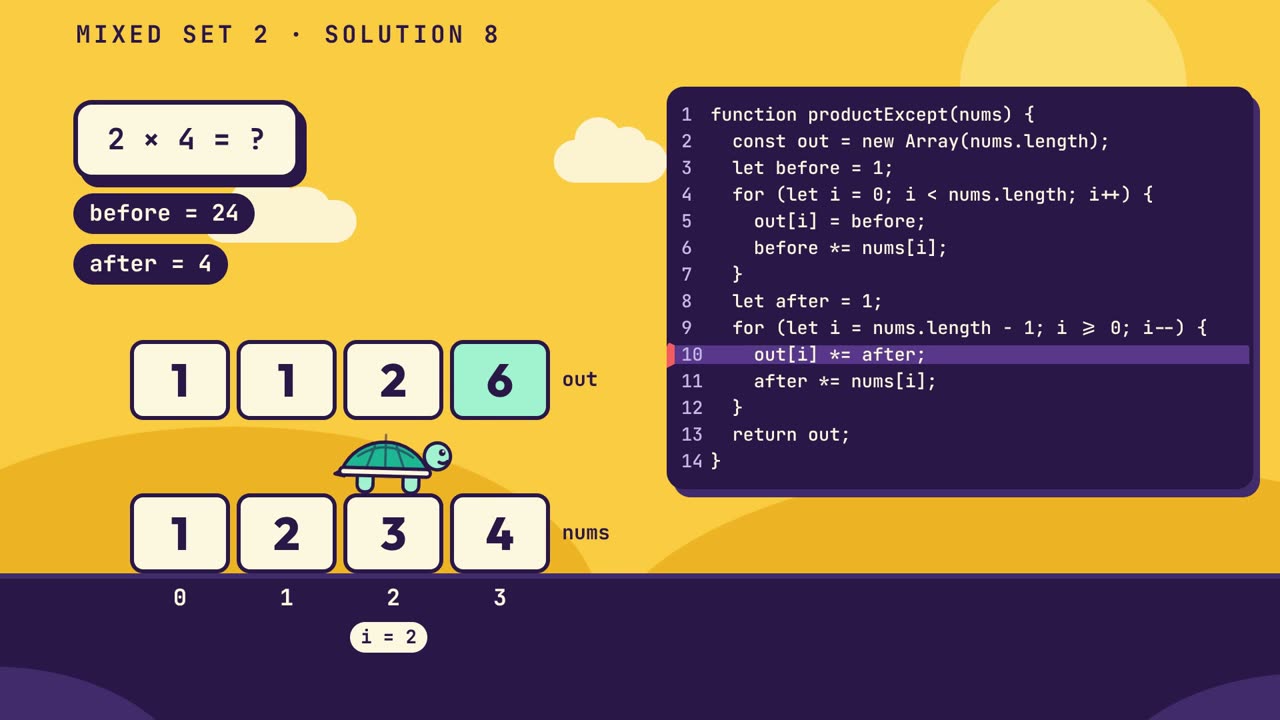 MIXED SET 2 · SOLUTION 8
2 × 4 = ?
before = 24
after = 4
1 1 2 6 out
1 2 3 4 nums
0 1 2 3
i = 2
1 function productExcept(nums) {
2 const out = new Array(nums.length);
3 let before = 1;
4 for (let i = 0; i < nums.length; i++) {
5 out[i] = before;
6 before *= nums[i];
7 }
8 let after = 1;
9 for (let i = nums.length - 1; i ⩾ 0; i--) {
10 out[i] *= after;
11 after *= nums[i];
12 }
13 return out;
14 }